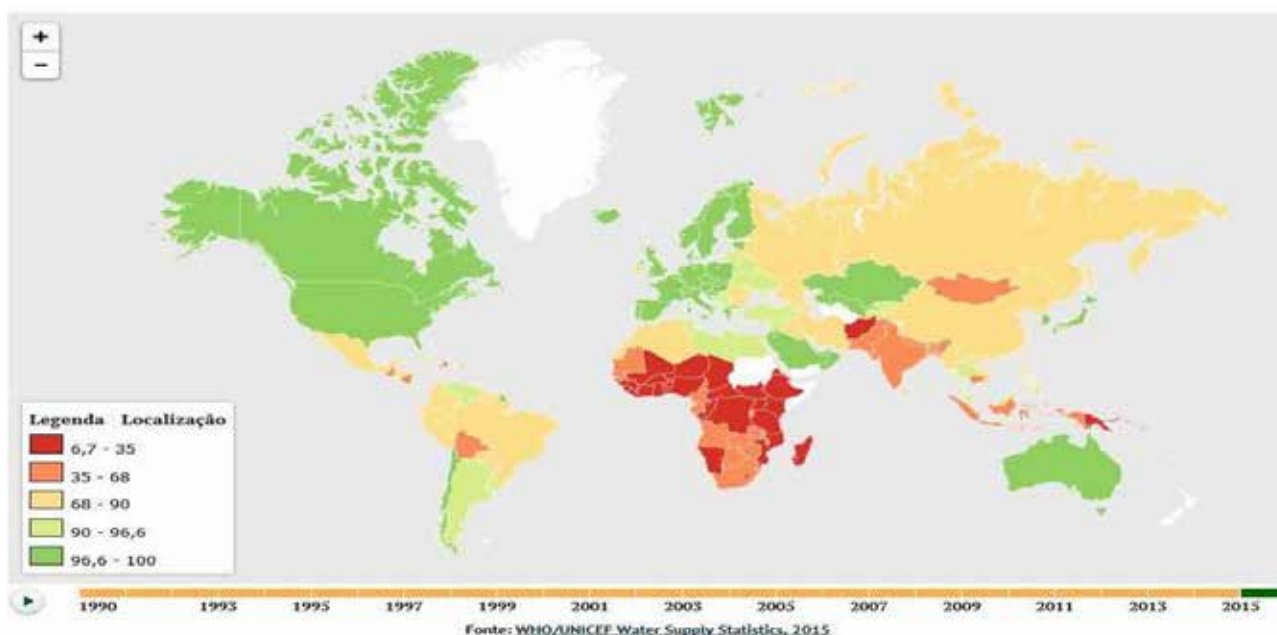 +
−
Legenda Localização
6,7 - 35
35 - 68
68 - 90
90 - 96,6
96,6 - 100
1990 1993 1995 1997 1999 2001 2003 2005 2007 2009 2011 2013 2015
Fonte: WHO/UNICEF Water Supply Statistics, 2015